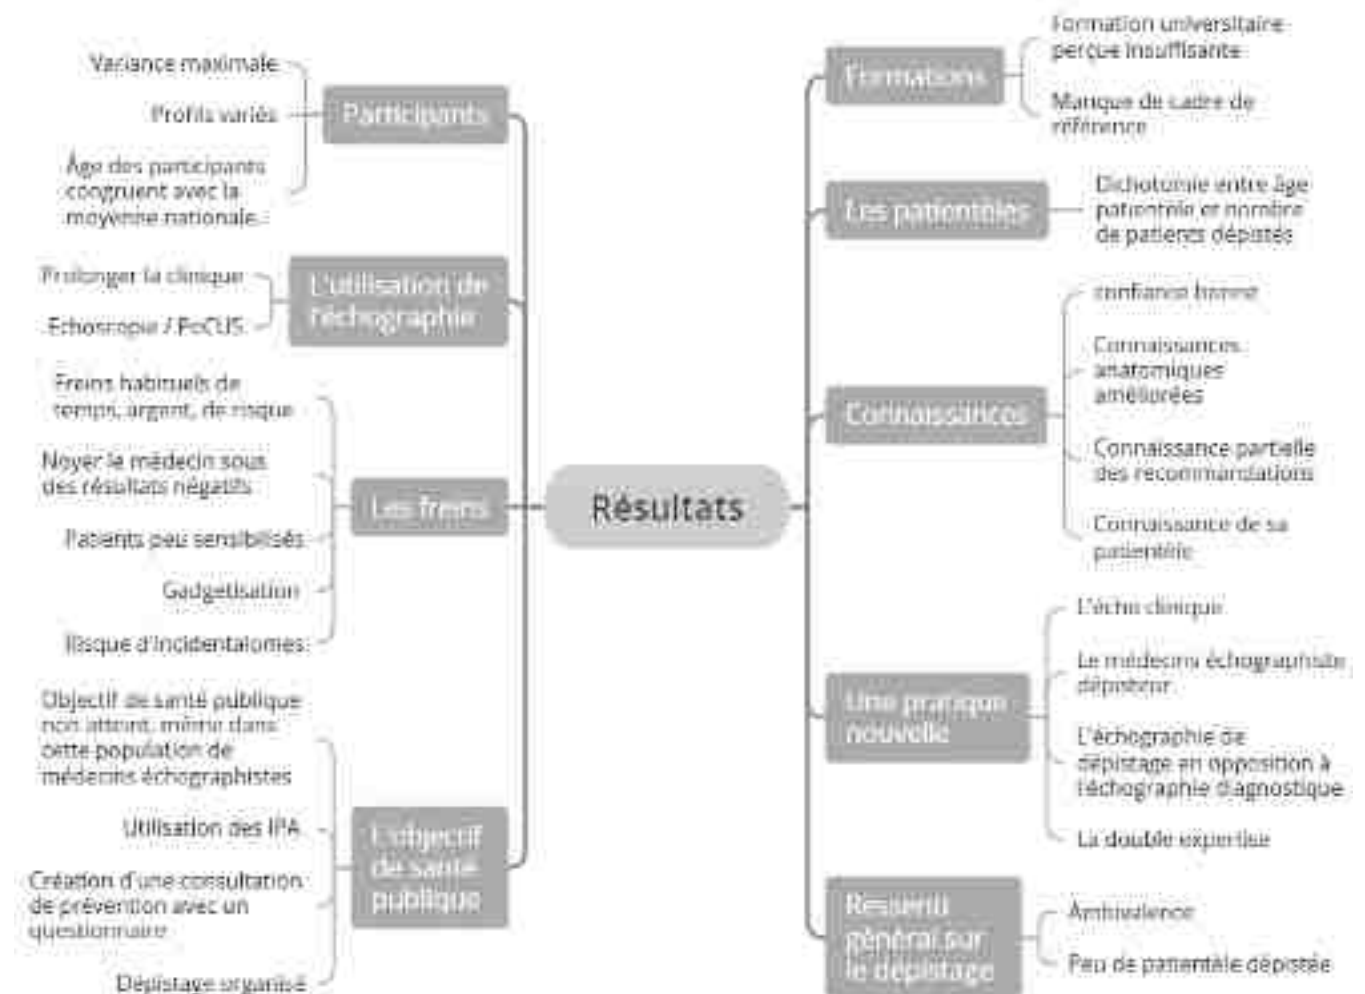 Résultats
Participants
Variance maximale
Profils variés
Âge des participants
congruent avec la
moyenne nationale.
L'utilisation de
l'échographie
Prolonger la clinique
Echoscopie / PoCUS
Les freins
Freins habituels de
temps, argent, de risque
Noyer le médecin sous
des résultats négatifs
Patients peu sensibilisés
Gadgetisation
Risque d'incidentalomes
L'objectif
de santé
publique
Objectif de santé publique
non atteint, même dans
cette population de
médecins échographistes
Utilisation des IPA
Création d'une consultation
de prévention avec un
questionnaire
Dépistage organisé
Formations
Formation universitaire
perçue insuffisante
Manque de cadre de
référence
Les patientèles
Dichotomie entre âge
patientèle et nombre
de patients dépistés
Connaissances
confiance bonne
Connaissances
anatomiques
améliorées
Connaissance partielle
des recommandations
Connaissance de sa
patientèle
Une pratique
nouvelle
L'écho clinique
Le médecins échographiste
dépisteur
L'échographie de
dépistage en opposition à
l'échographie diagnostique
La double expertise
Ressenti
général sur
le dépistage
Ambivalence
Peu de patientèle dépistée